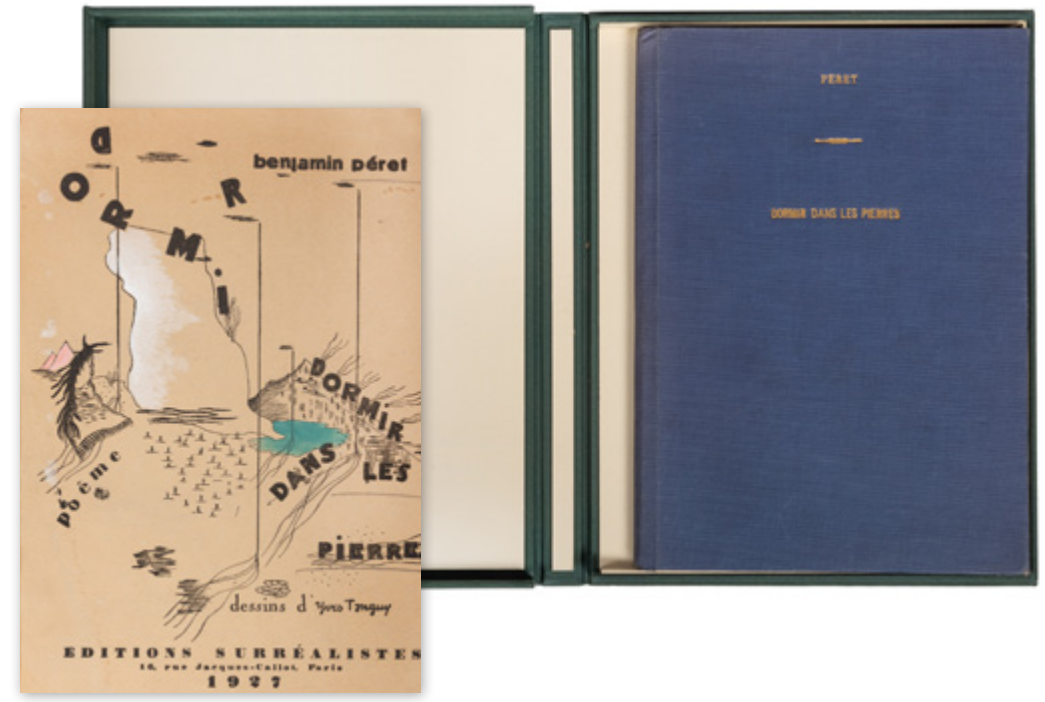 DORMiR
benjamin péret
DORMiR
DANS
LES
PiERRE
poème
dessins d'Yves Tanguy
EDITIONS SURRÉALISTES
16, rue Jacques-Callot, Paris
1927
PÉRET
DORMIR DANS LES PIERRES